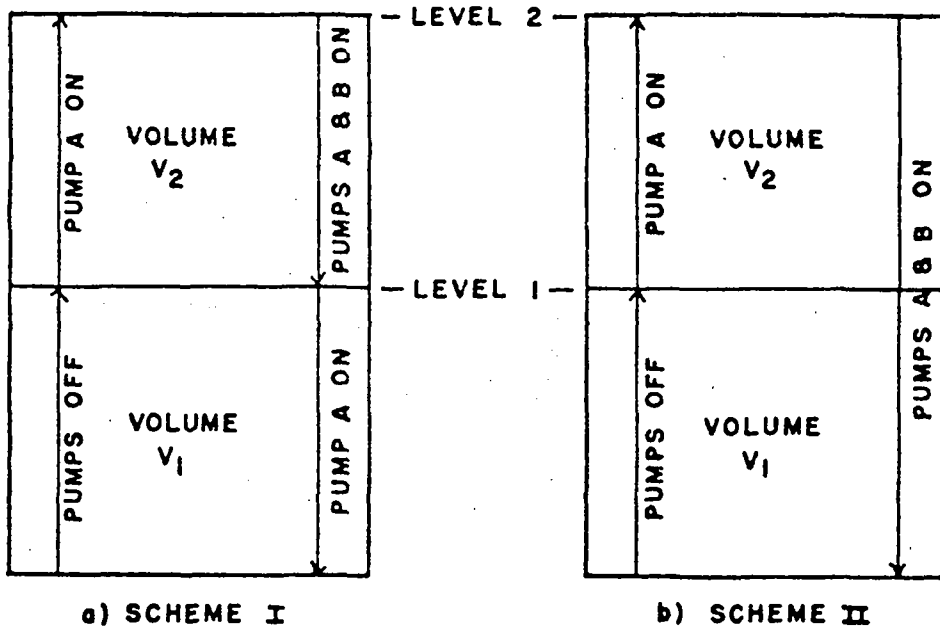 — LEVEL 2 —
PUMP A ON
VOLUME
V2
PUMPS A & B ON
PUMP A ON
VOLUME
V2
PUMPS A & B ON
— LEVEL 1 —
PUMPS OFF
VOLUME
V1
PUMP A ON
PUMPS OFF
VOLUME
V1
a) SCHEME I
b) SCHEME II